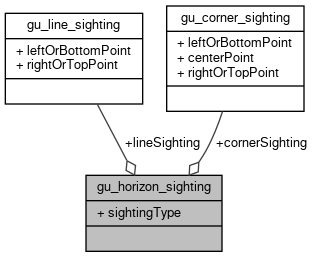 gu_line_sighting
+ leftOrBottomPoint
+ rightOrTopPoint
gu_corner_sighting
+ leftOrBottomPoint
+ centerPoint
+ rightOrTopPoint
+lineSighting
+cornerSighting
gu_horizon_sighting
+ sightingType